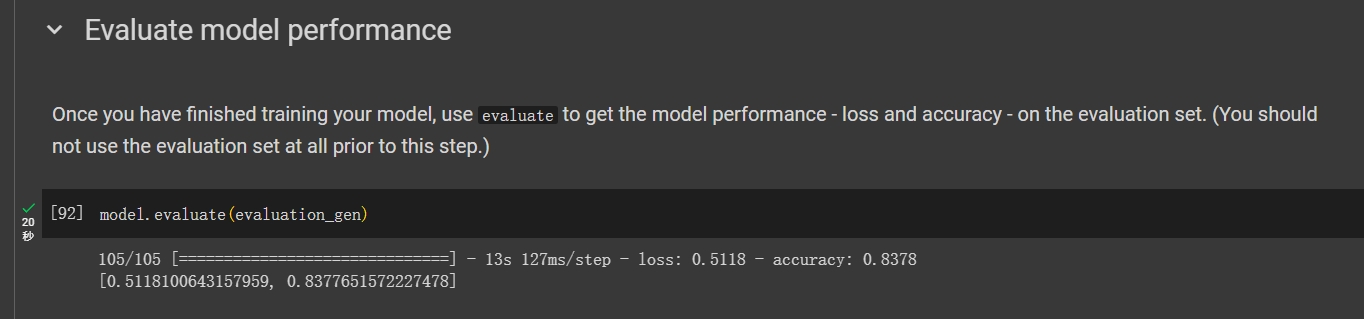 Evaluate model performance
Once you have finished training your model, use evaluate to get the model performance - loss and accuracy - on the evaluation set. (You should
not use the evaluation set at all prior to this step.)
20
秒
[92] model.evaluate(evaluation_gen)
105/105 [==============================] - 13s 127ms/step - loss: 0.5118 - accuracy: 0.8378
[0.5118100643157959, 0.8377651572227478]